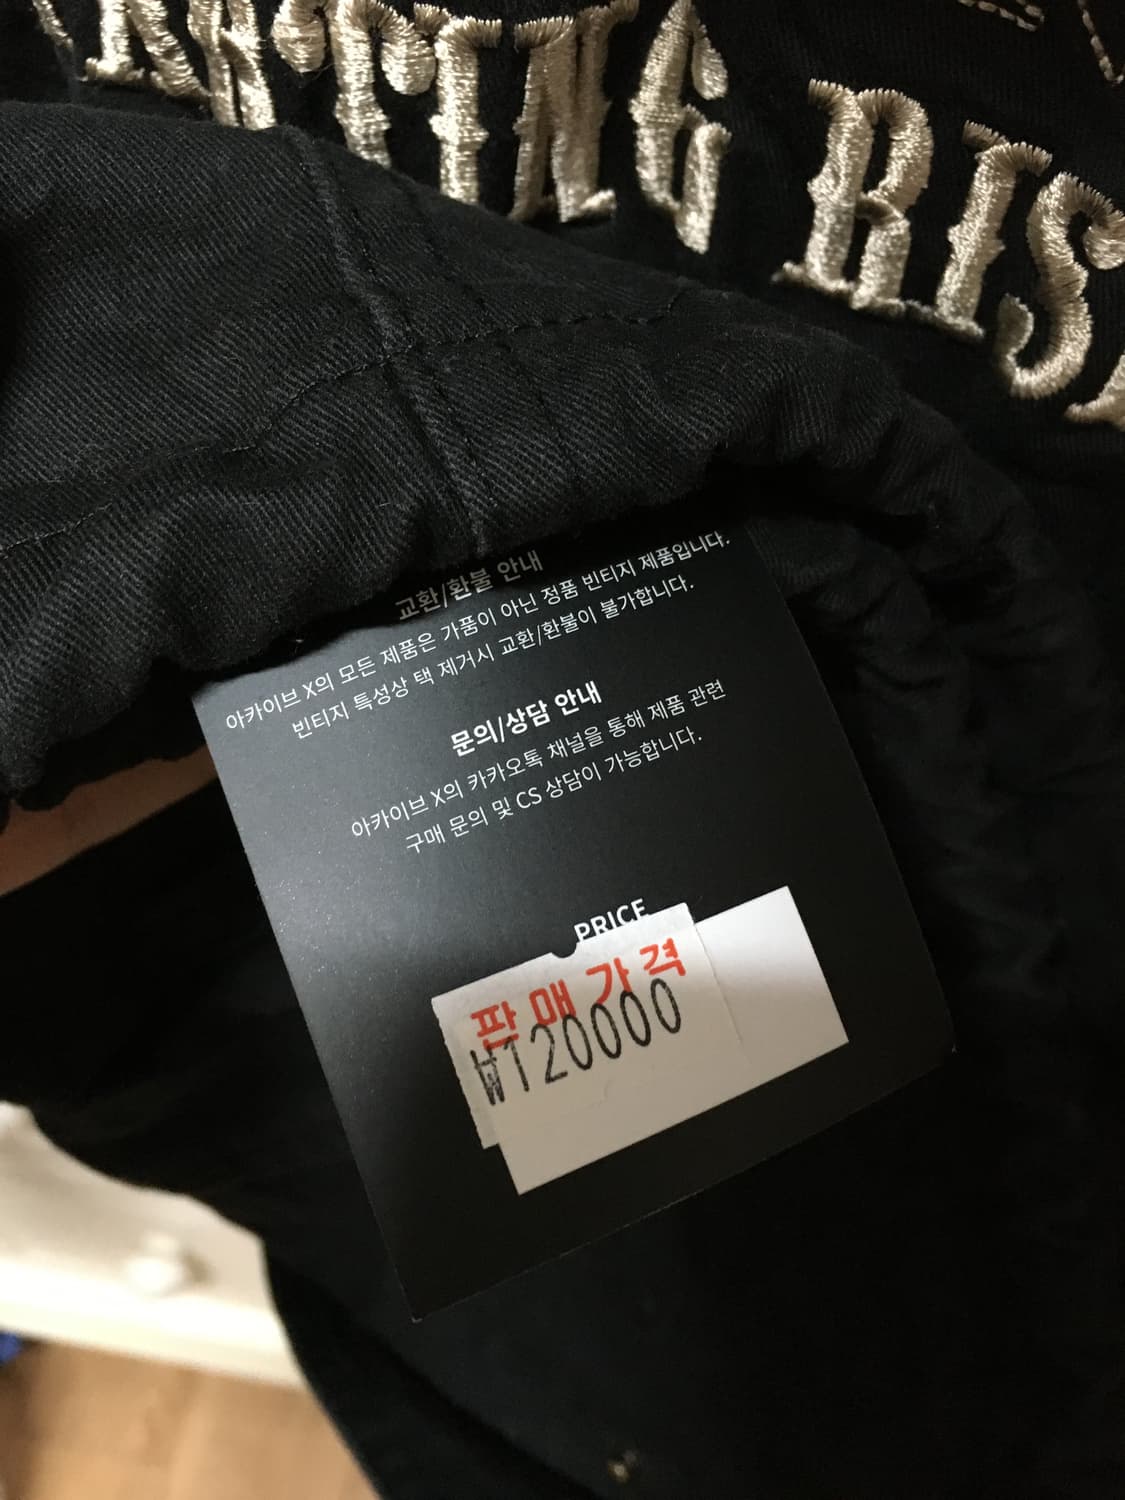 TING RIS
교환/환불 안내
아카이브 X의 모든 제품은 가품이 아닌 정품 빈티지 제품입니다.
빈티지 특성상 택 제거시 교환/환불이 불가합니다.
문의/상담 안내
아카이브 X의 카카오톡 채널을 통해 제품 관련
구매 문의 및 CS 상담이 가능합니다.
PRICE
판매가격
₩120000